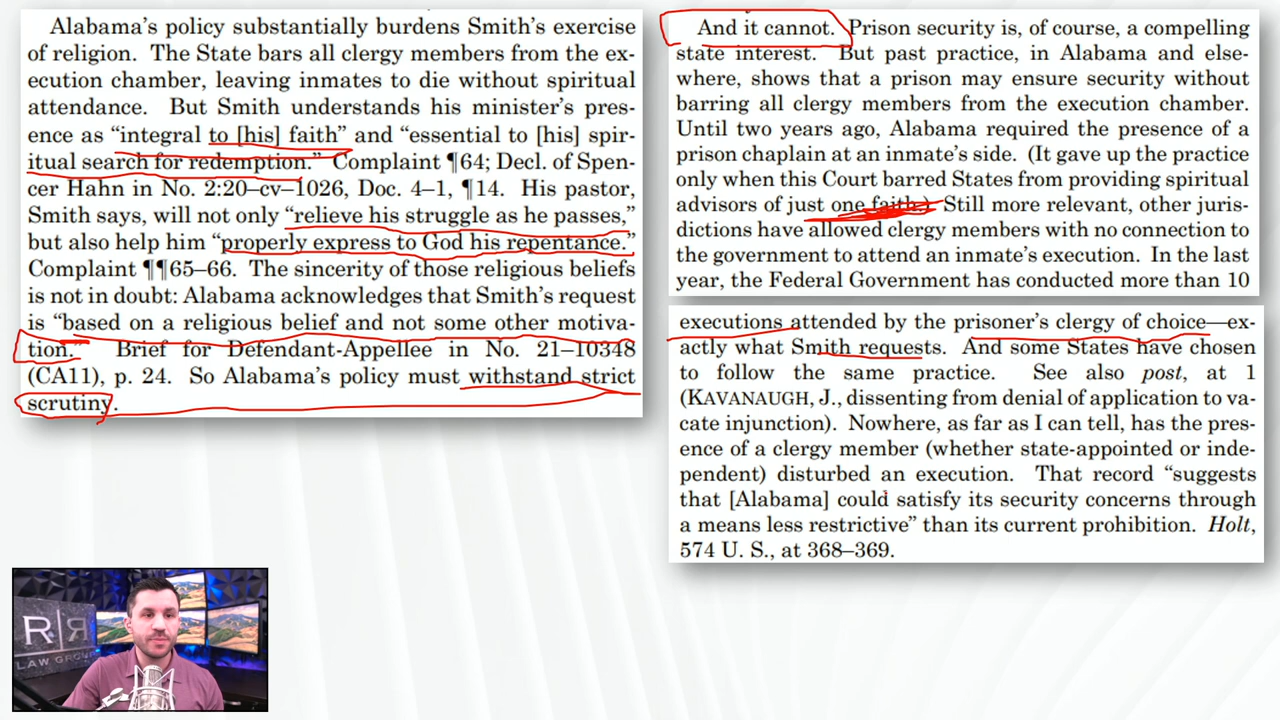 Alabama's policy substantially burdens Smith's exercise
of religion. The State bars all clergy members from the ex-
ecution chamber, leaving inmates to die without spiritual
attendance. But Smith understands his minister's pres-
ence as “integral to [his] faith” and “essential to [his] spir-
itual search for redemption.” Complaint ¶64; Decl. of Spen-
cer Hahn in No. 2:20–cv–1026, Doc. 4–1, ¶14. His pastor,
Smith says, will not only “relieve his struggle as he passes,”
but also help him “properly express to God his repentance.”
Complaint ¶¶65–66. The sincerity of those religious beliefs
is not in doubt: Alabama acknowledges that Smith's request
is “based on a religious belief and not some other motiva-
tion.” Brief for Defendant-Appellee in No. 21–10348
(CA11), p. 24. So Alabama's policy must withstand strict
scrutiny.
And it cannot. Prison security is, of course, a compelling
state interest. But past practice, in Alabama and else-
where, shows that a prison may ensure security without
barring all clergy members from the execution chamber.
Until two years ago, Alabama required the presence of a
prison chaplain at an inmate's side. (It gave up the practice
only when this Court barred States from providing spiritual
advisors of just one faith.) Still more relevant, other juris-
dictions have allowed clergy members with no connection to
the government to attend an inmate's execution. In the last
year, the Federal Government has conducted more than 10
executions attended by the prisoner's clergy of choice—ex-
actly what Smith requests. And some States have chosen
to follow the same practice. See also post, at 1
(KAVANAUGH, J., dissenting from denial of application to va-
cate injunction). Nowhere, as far as I can tell, has the pres-
ence of a clergy member (whether state-appointed or inde-
pendent) disturbed an execution. That record “suggests
that [Alabama] could satisfy its security concerns through
a means less restrictive” than its current prohibition. Holt,
574 U. S., at 368–369.
R|R
LAW GROUP